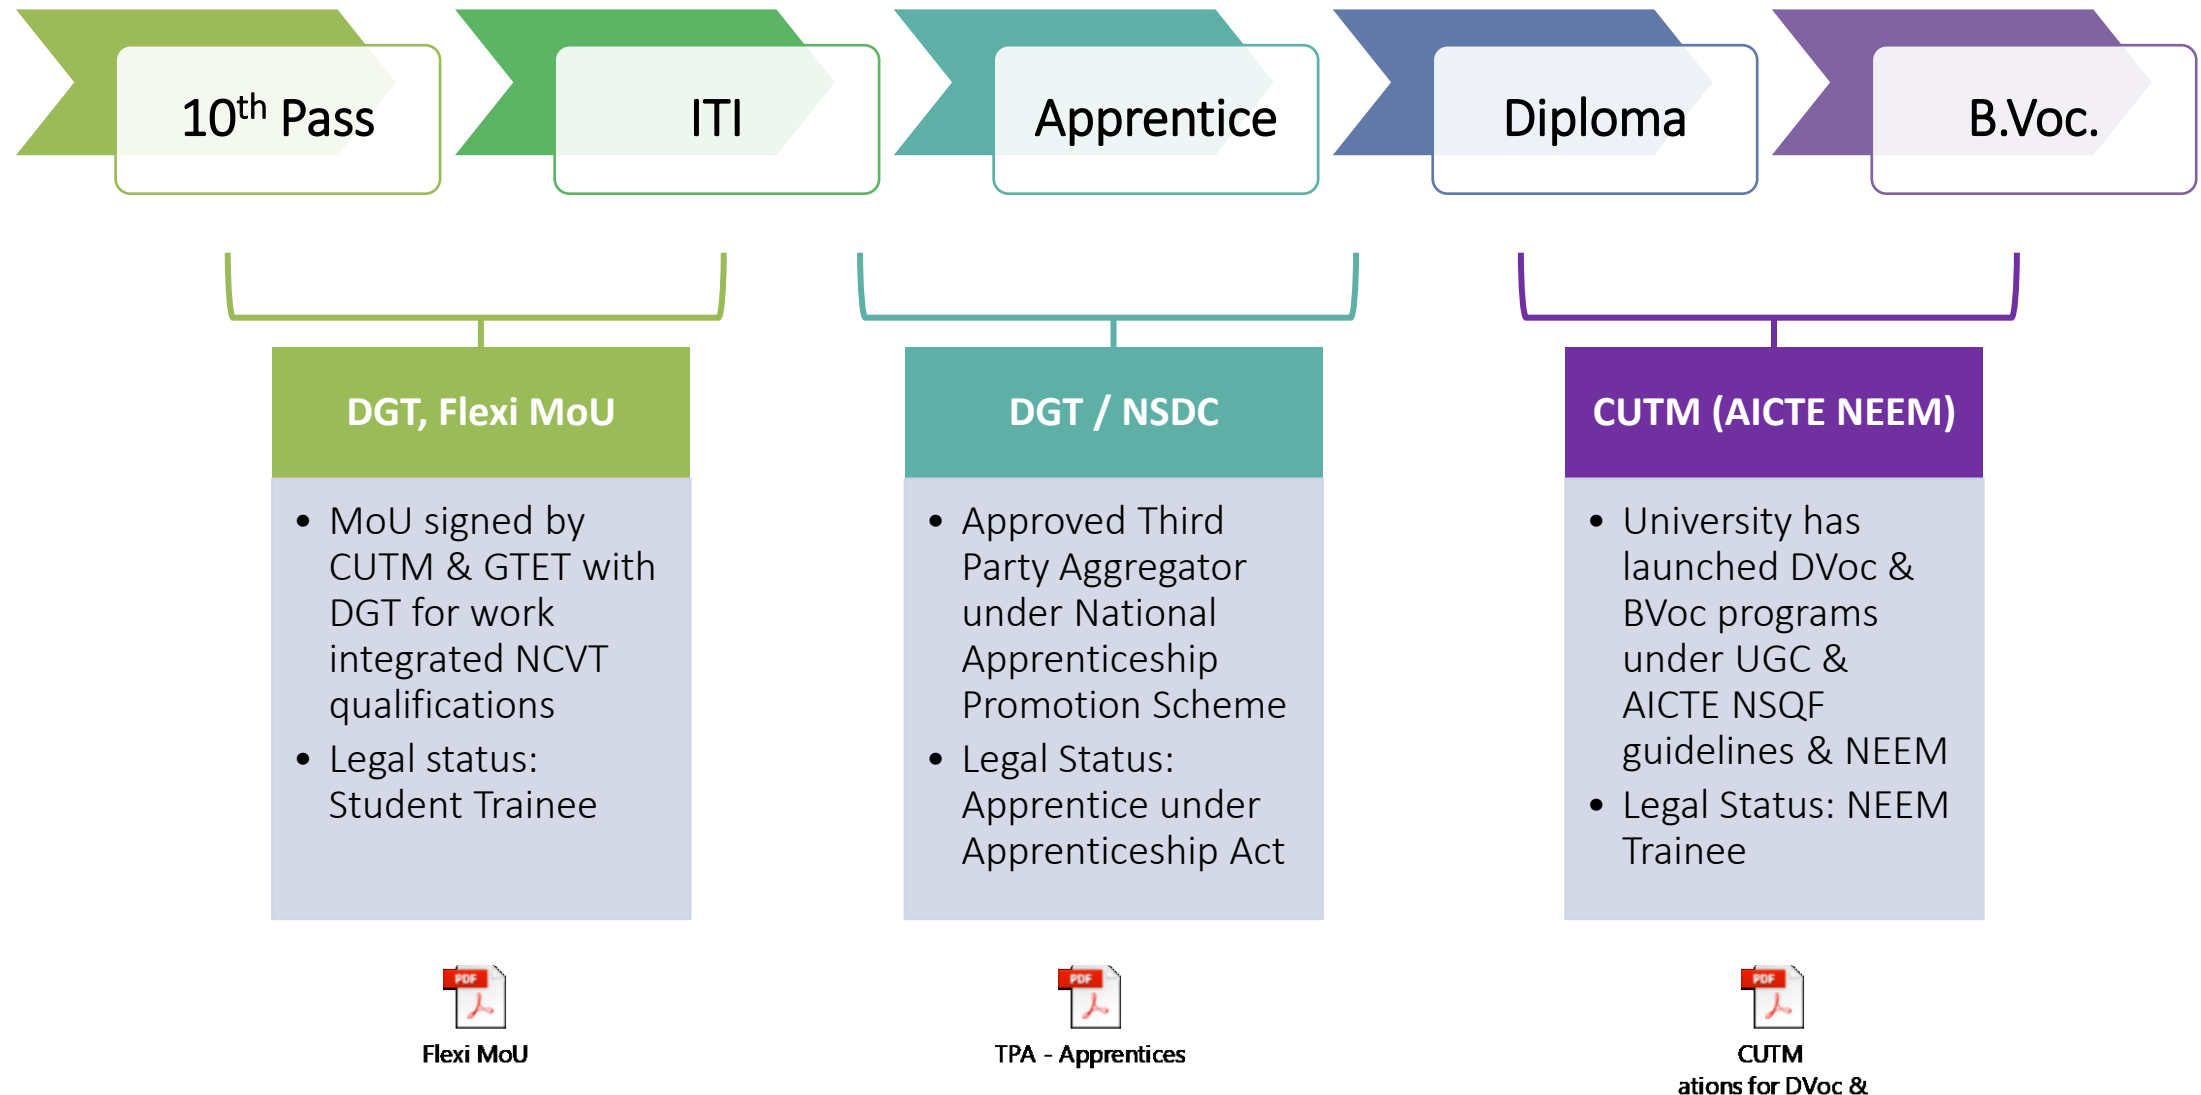 10th Pass
ITI
Apprentice
Diploma
B.Voc.
DGT, Flexi MoU
• MoU signed by
CUTM & GTET with
DGT for work
integrated NCVT
qualifications
• Legal status:
Student Trainee
DGT / NSDC
• Approved Third
Party Aggregator
under National
Apprenticeship
Promotion Scheme
• Legal Status:
Apprentice under
Apprenticeship Act
CUTM (AICTE NEEM)
• University has
launched DVoc &
BVoc programs
under UGC &
AICTE NSQF
guidelines & NEEM
• Legal Status: NEEM
Trainee
PDF
Flexi MoU
PDF
TPA - Apprentices
PDF
CUTM
ations for DVoc &